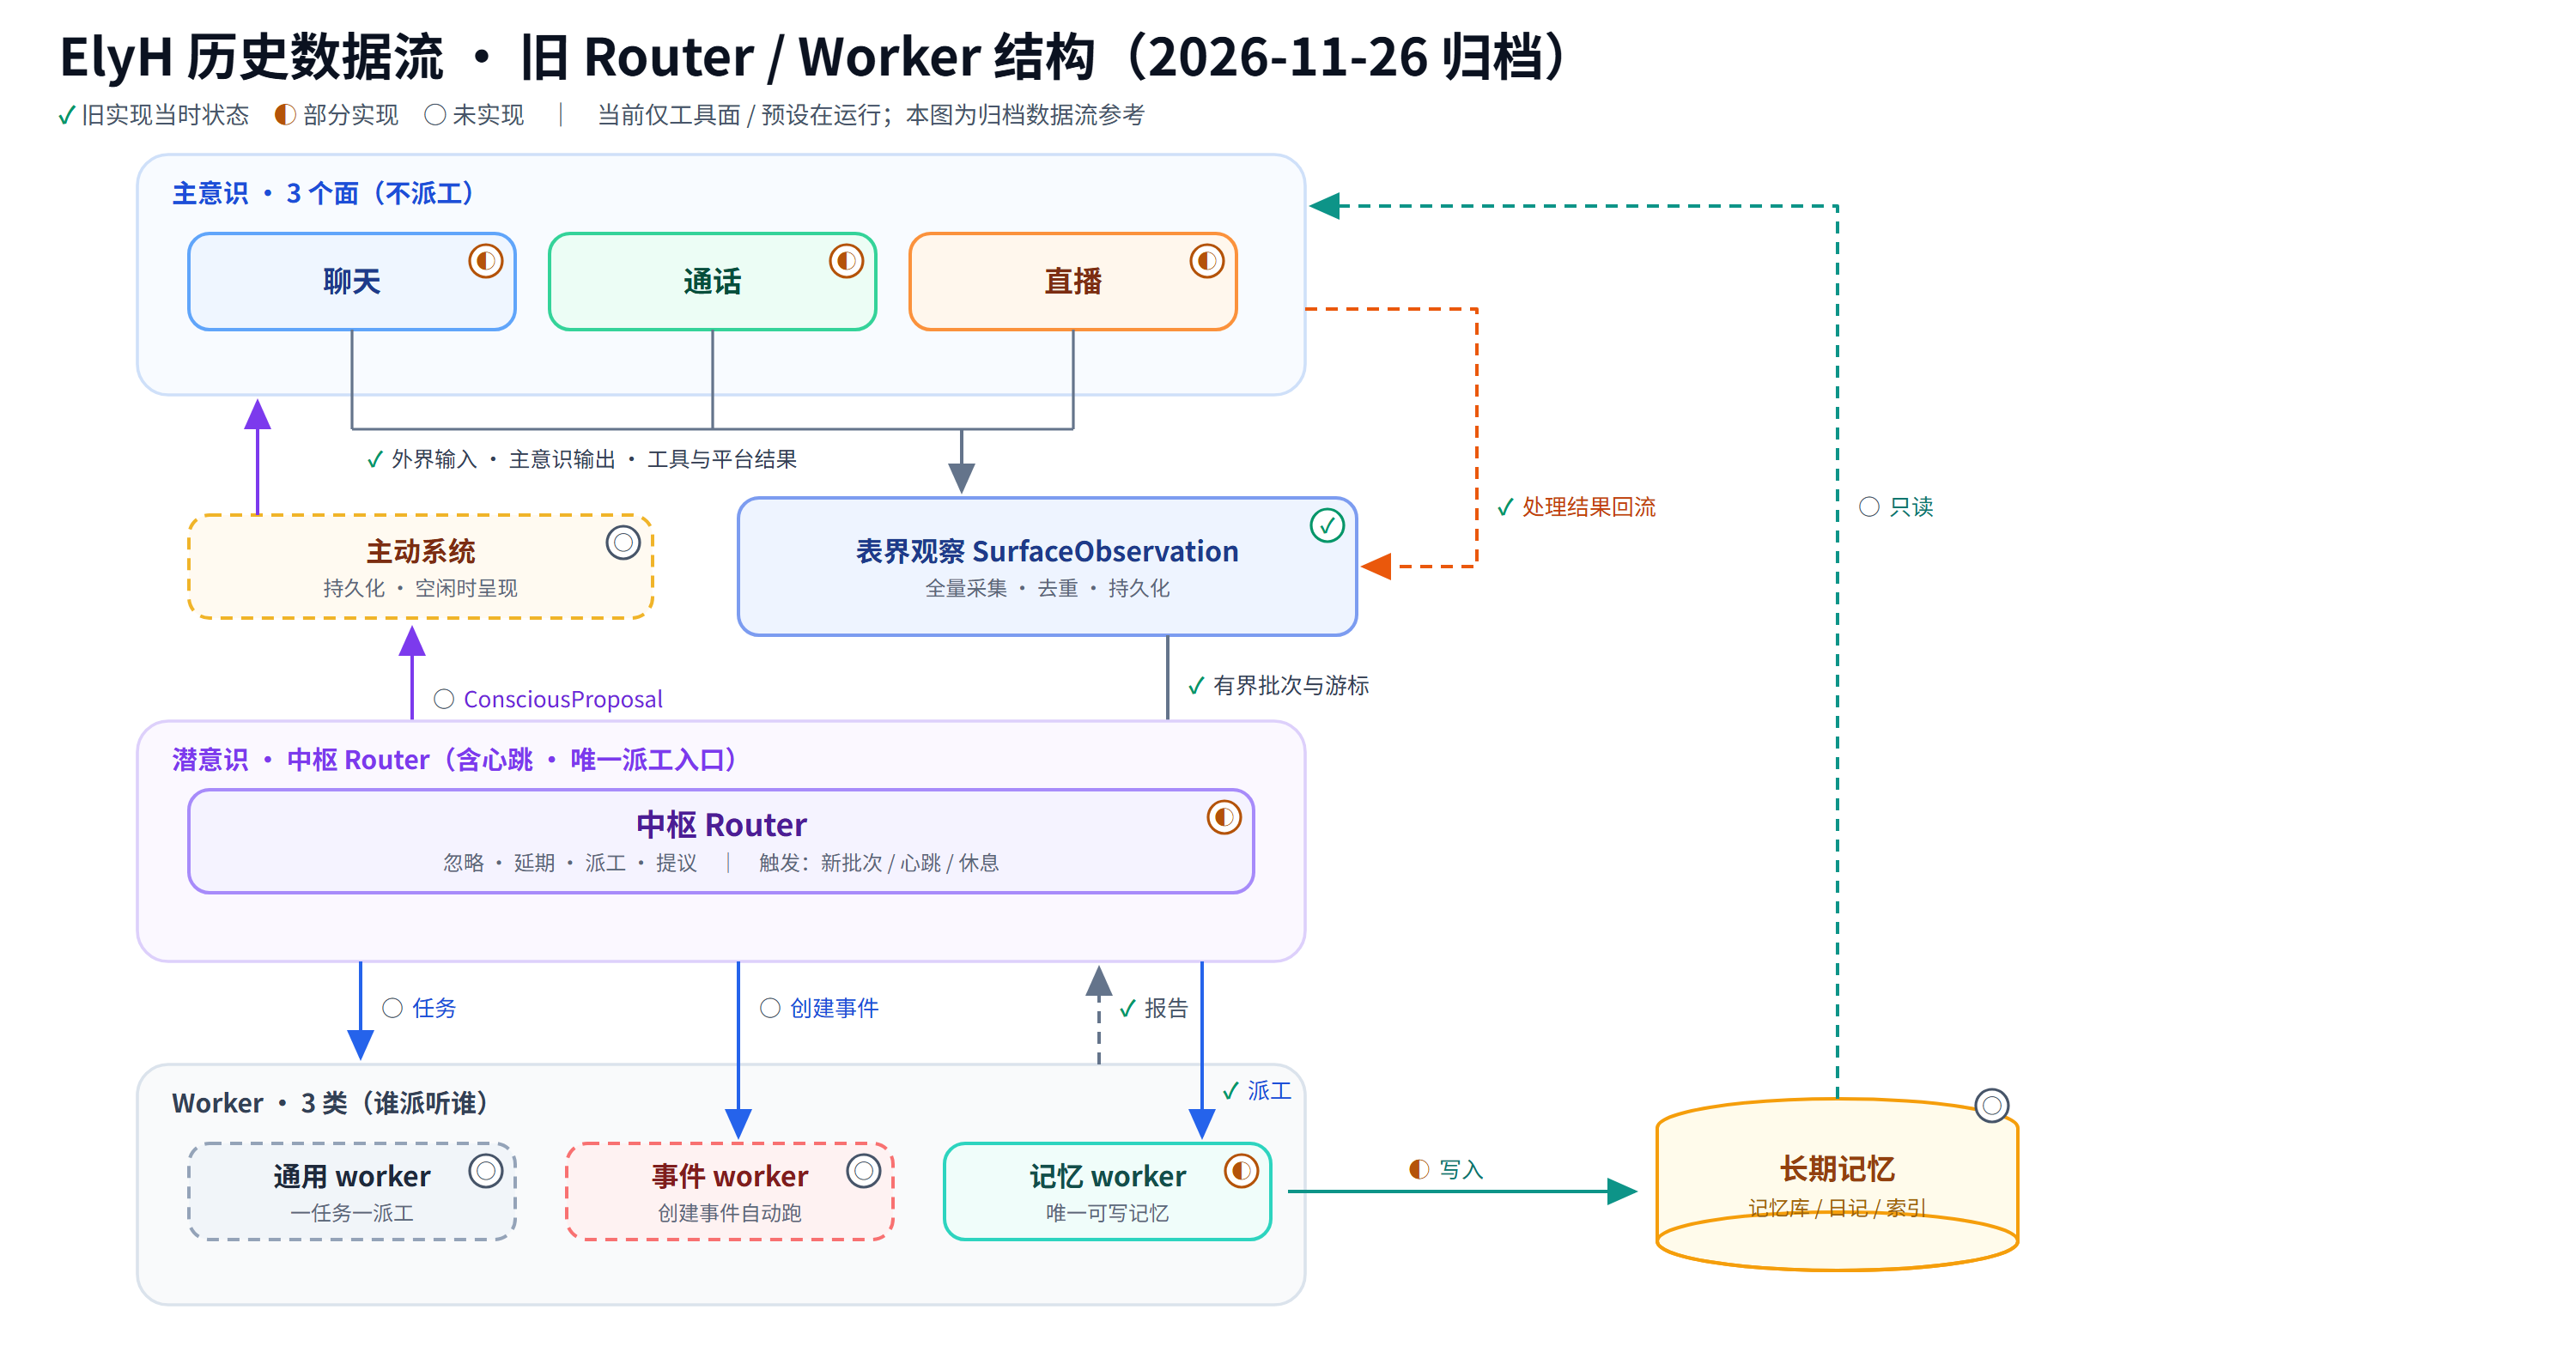 ElyH 历史数据流 · 旧 Router / Worker 结构（2026-11-26 归档）
✓ 旧实现当时状态 ◐ 部分实现 ○ 未实现 ｜ 当前仅工具面 / 预设在运行；本图为归档数据流参考
主意识 · 3 个面（不派工）
聊天 ◐
通话 ◐
直播 ◐
✓ 外界输入 · 主意识输出 · 工具与平台结果
✓ 处理结果回流
○ 只读
主动系统 ○
持久化 · 空闲时呈现
表界观察 SurfaceObservation ✓
全量采集 · 去重 · 持久化
○ ConsciousProposal
✓ 有界批次与游标
潜意识 · 中枢 Router（含心跳 · 唯一派工入口）
中枢 Router ◐
忽略 · 延期 · 派工 · 提议 ｜ 触发：新批次 / 心跳 / 休息
○ 任务
○ 创建事件
✓ 报告
✓ 派工
Worker · 3 类（谁派听谁）
通用 worker ○
一任务一派工
事件 worker ○
创建事件自动跑
记忆 worker ◐
唯一可写记忆
◐ 写入
长期记忆 ○
记忆库 / 日记 / 索引